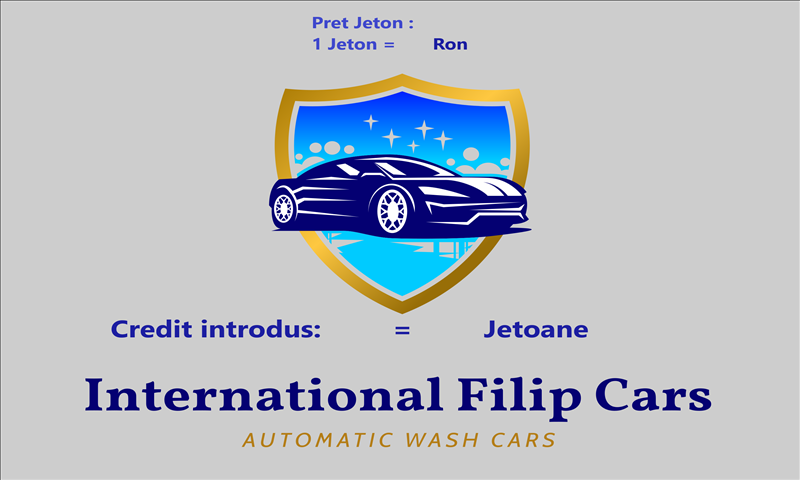 Pret Jeton :
1 Jeton = Ron
Credit introdus: = Jetoane
International Filip Cars
AUTOMATIC WASH CARS